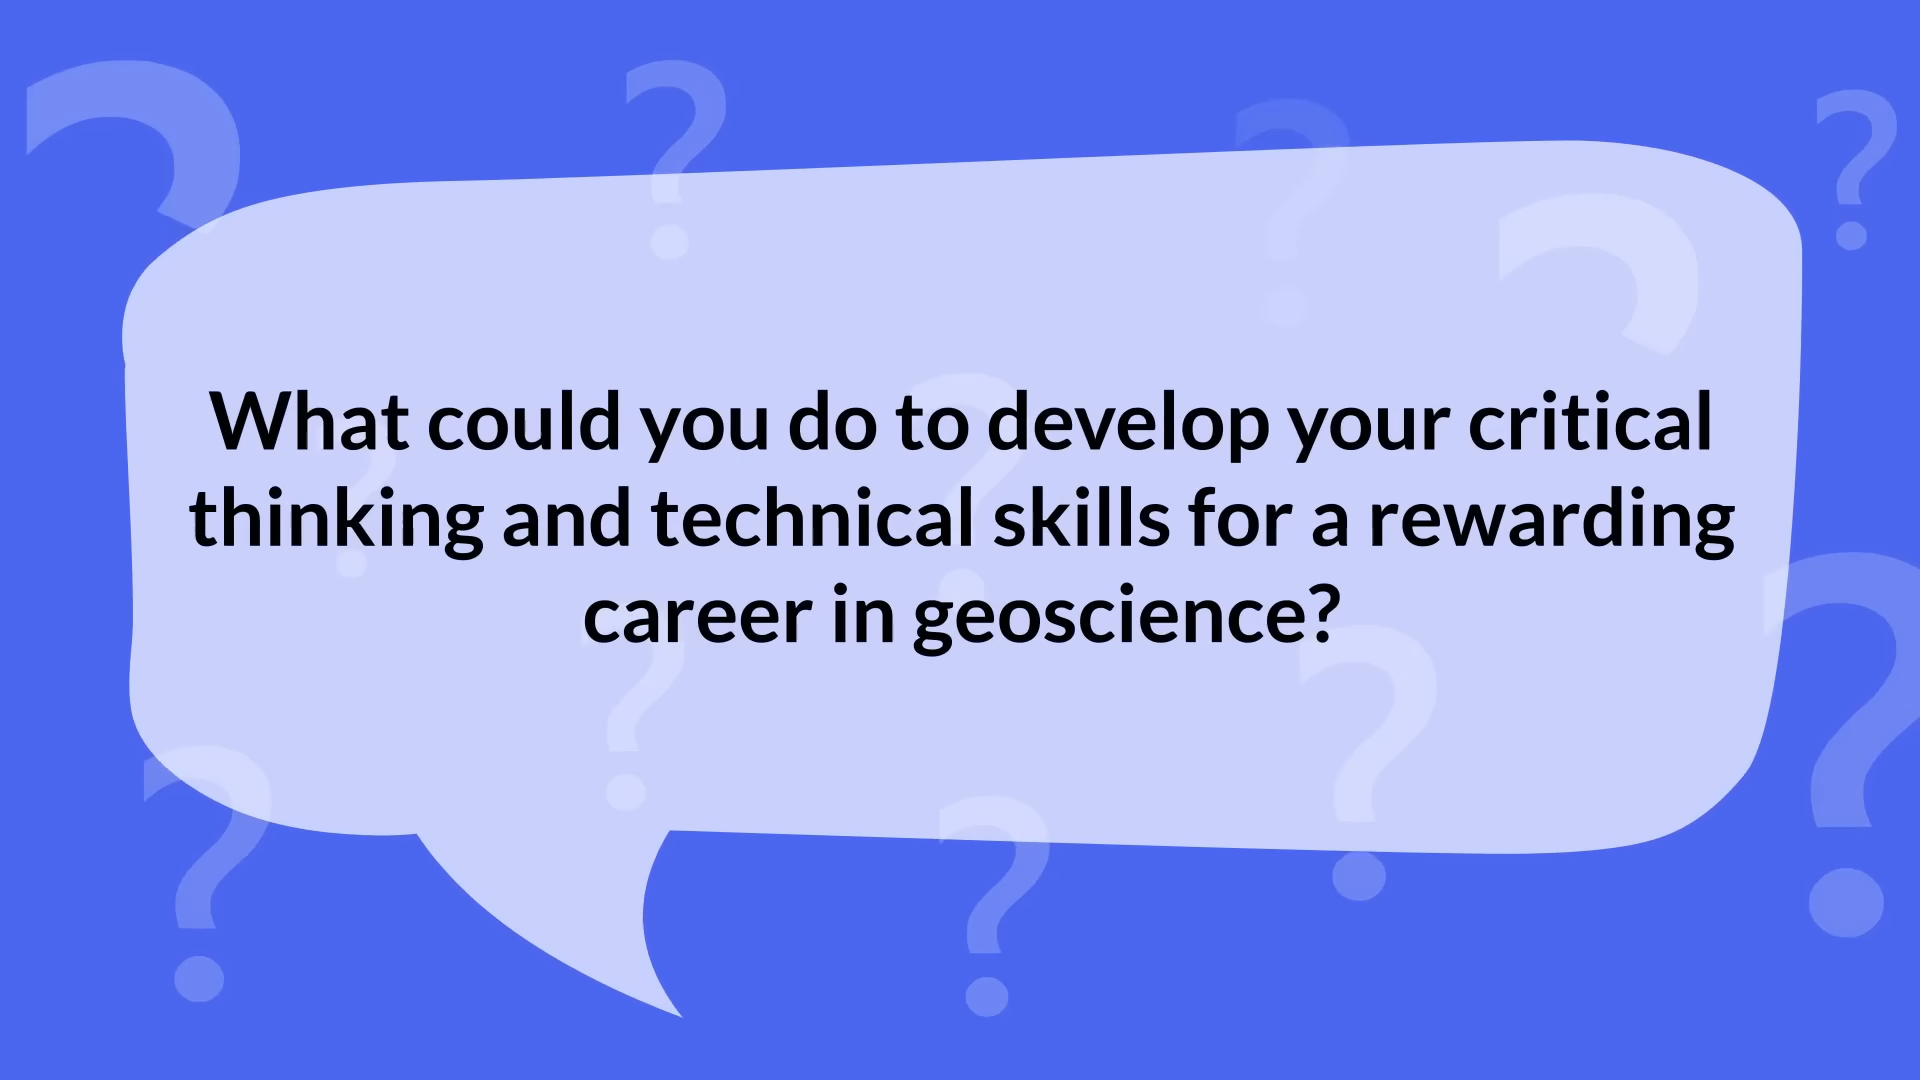 What could you do to develop your critical
thinking and technical skills for a rewarding
career in geoscience?